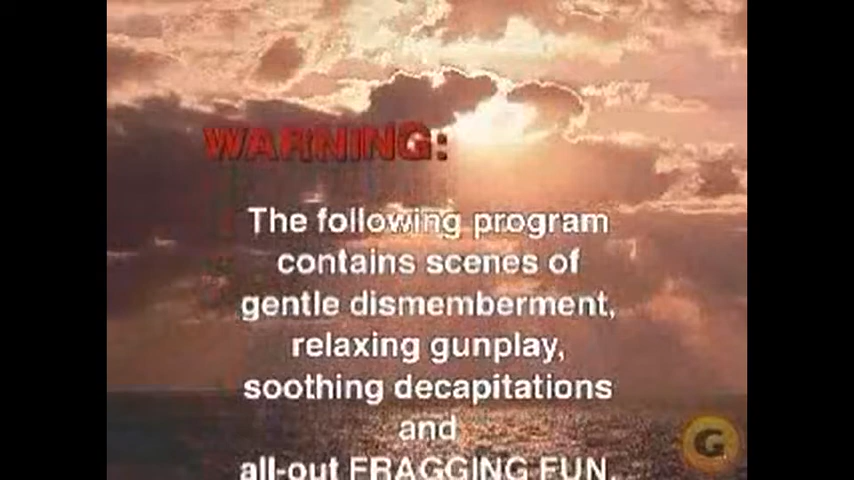 WARNING:
The following program
contains scenes of
gentle dismemberment,
relaxing gunplay,
soothing decapitations
and
all-out FRAGGING FUN.
G